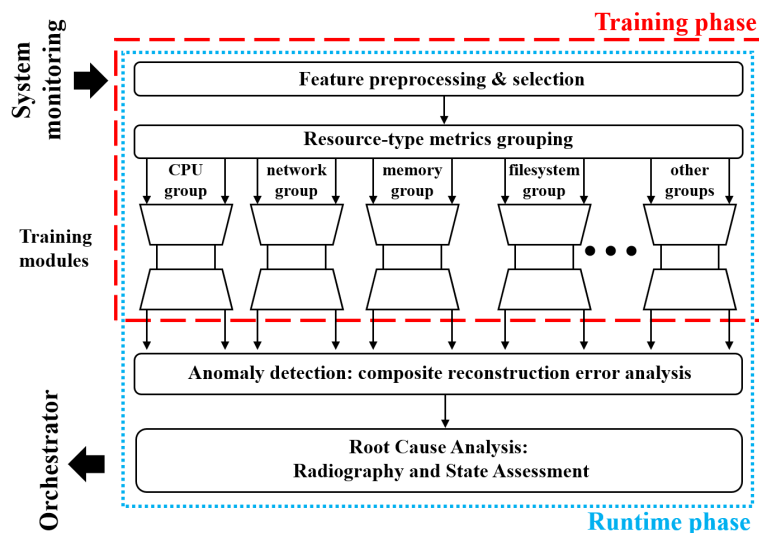 Training phase
System
monitoring
Feature preprocessing & selection
Resource-type metrics grouping
CPU
group
network
group
memory
group
filesystem
group
other
groups
Training
modules
Anomaly detection: composite reconstruction error analysis
Root Cause Analysis:
Radiography and State Assessment
Orchestrator
Runtime phase